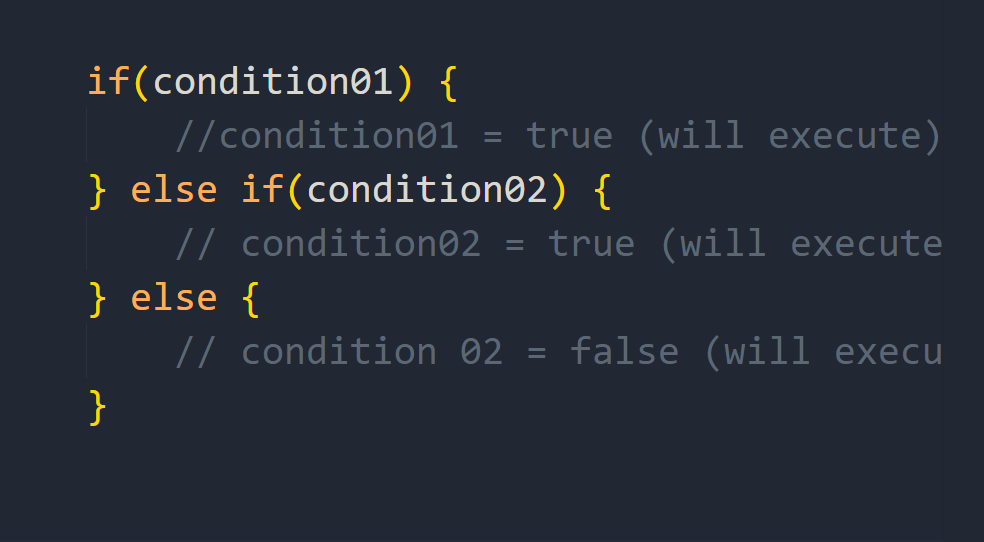 if(condition01) {
    //condition01 = true (will execute)
} else if(condition02) {
    // condition02 = true (will execute
} else {
    // condition 02 = false (will execu
}